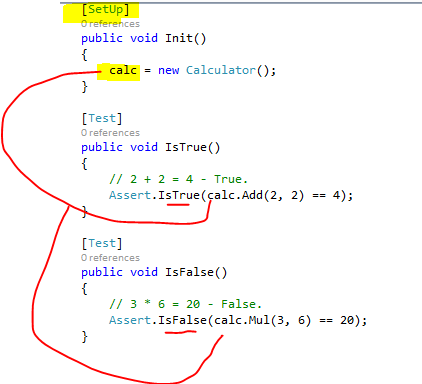 [SetUp]
0 references
public void Init()
{
calc = new Calculator();
}
[Test]
0 references
public void IsTrue()
{
// 2 + 2 = 4 - True.
Assert.IsTrue(calc.Add(2, 2) == 4);
}
[Test]
0 references
public void IsFalse()
{
// 3 * 6 = 20 - False.
Assert.IsFalse(calc.Mul(3, 6) == 20);
}